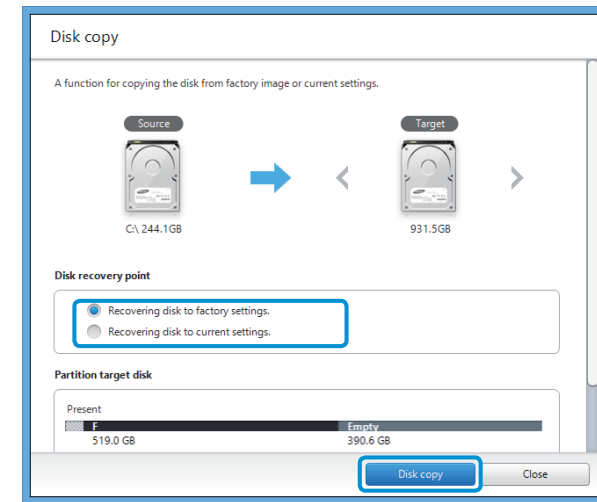 Disk copy
A function for copying the disk from factory image or current settings.
Source
Target
C:\ 244.1GB
931.5GB
Disk recovery point
Recovering disk to factory settings.
Recovering disk to current settings.
Partition target disk
Present
F Empty
519.0 GB 390.6 GB
Disk copy Close